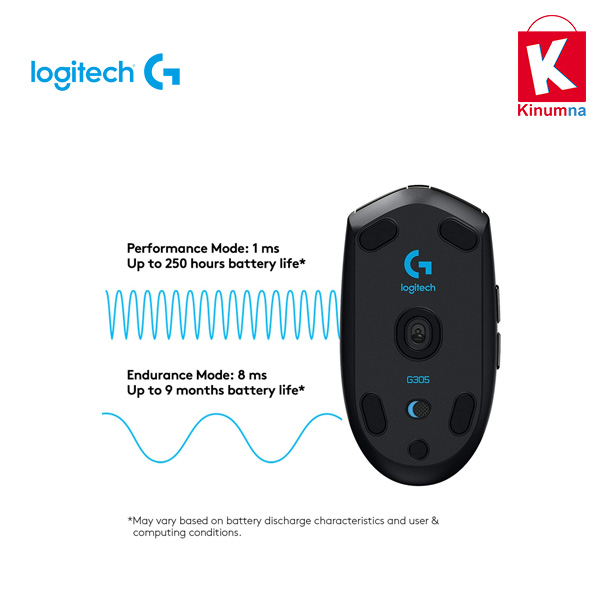 logitech G
K
Kinumna
Performance Mode: 1 ms
Up to 250 hours battery life*
G
logitech
Endurance Mode: 8 ms
Up to 9 months battery life*
G305
*May vary based on battery discharge characteristics and user &
computing conditions.